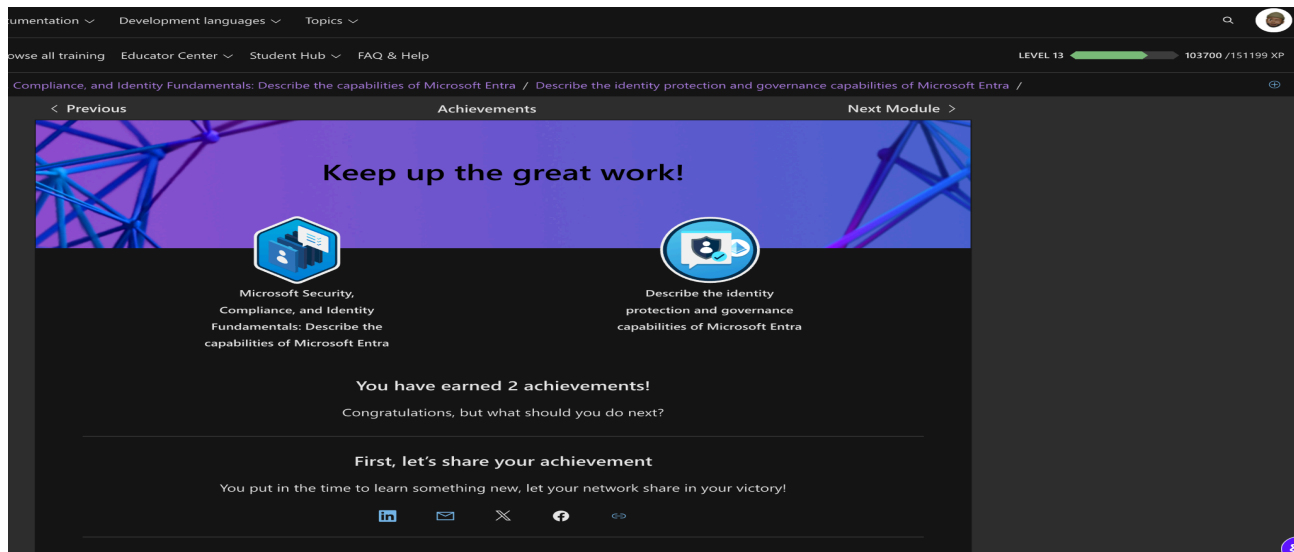 Development languages Topics
Educator Center Student Hub FAQ & Help LEVEL 13 103700 /151199 XP
Compliance, and Identity Fundamentals: Describe the capabilities of Microsoft Entra / Describe the identity protection and governance capabilities of Microsoft Entra /
< Previous Achievements Next Module >
Keep up the great work!
Microsoft Security,
Compliance, and Identity
Fundamentals: Describe the
capabilities of Microsoft Entra
Describe the identity
protection and governance
capabilities of Microsoft Entra
You have earned 2 achievements!
Congratulations, but what should you do next?
First, let's share your achievement
You put in the time to learn something new, let your network share in your victory!